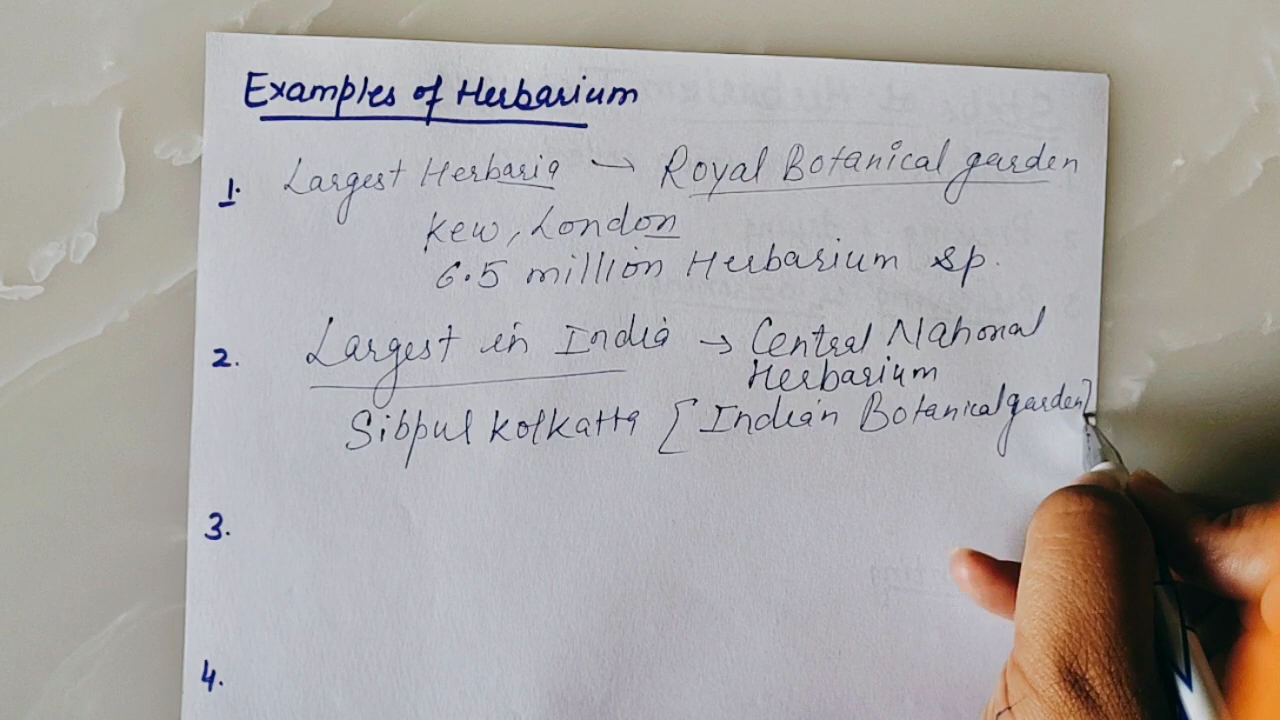 Examples of Herbarium
1. Largest Herbaria → Royal Botanical garden
Kew, London
6.5 million Herbarium sp.
2. Largest in India → Central National
Herbarium
Sibpul Kolkatta [Indian Botanical garden]
3.
4.